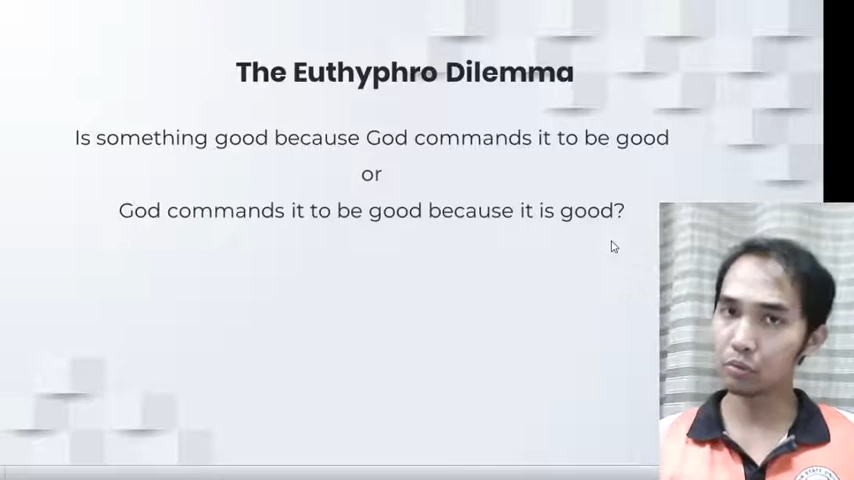 The Euthyphro Dilemma
Is something good because God commands it to be good
or
God commands it to be good because it is good?